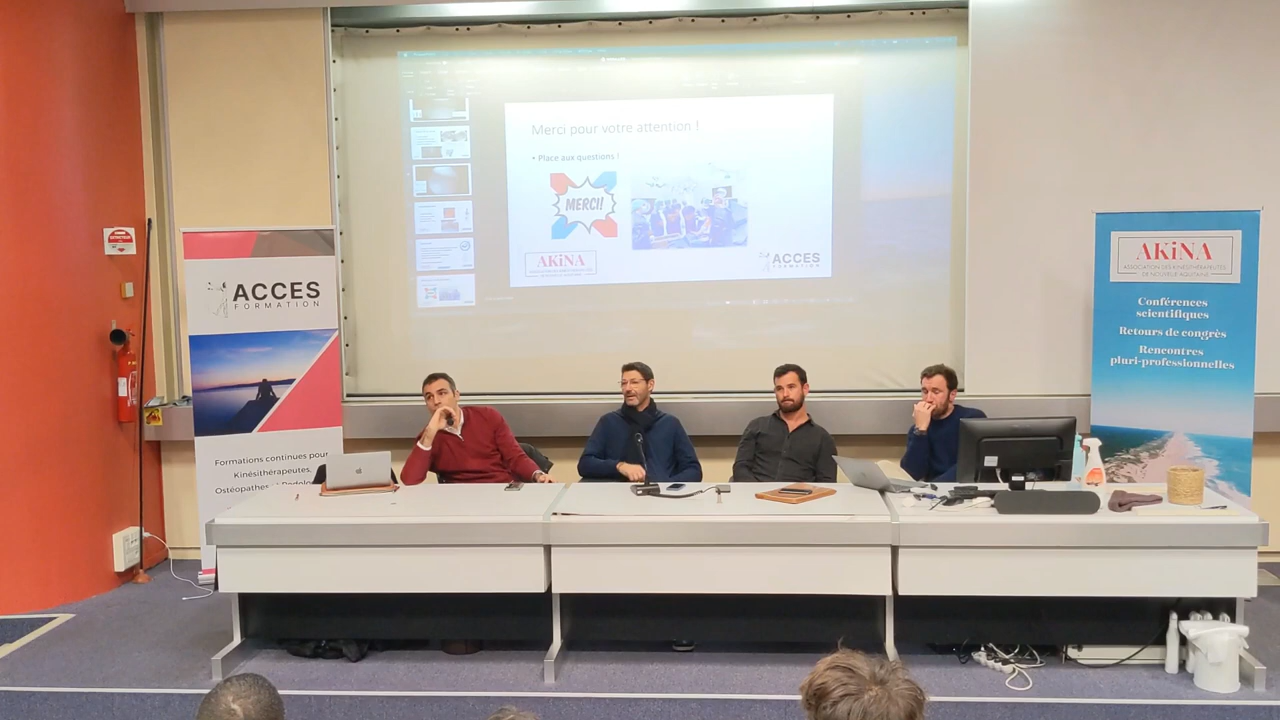 Merci pour votre attention !
• Place aux questions !
MERCI!
AKiNA
ACCES
FORMATION
ACCES
FORMATION
Formations continues pour
Kinésithérapeutes,
Ostéopathes
AKiNA
ASSOCIATION DES KINÉSITHÉRAPEUTES
DE NOUVELLE AQUITAINE
Conférences
scientifiques
Retours de congrès
Rencontres
pluri-professionnelles